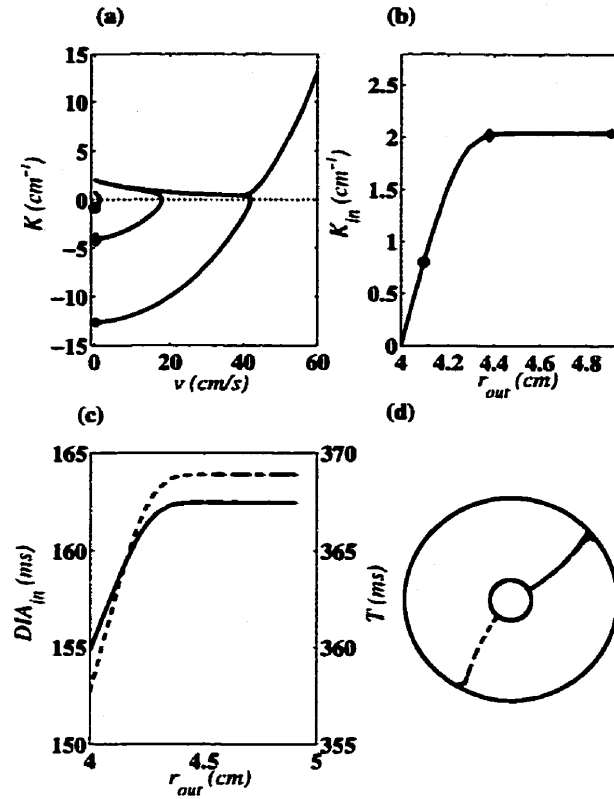 (a)
15
10
5
0
−5
−10
−15
K (cm⁻¹)
0 20 40 60
v (cm/s)
(b)
2.5
2
1.5
1
0.5
0
K_in (cm⁻¹)
4 4.2 4.4 4.6 4.8
r_out (cm)
(c)
165
160
155
150
DIA_in (ms)
370
365
360
355
T (ms)
4 4.5 5
r_out (cm)
(d)